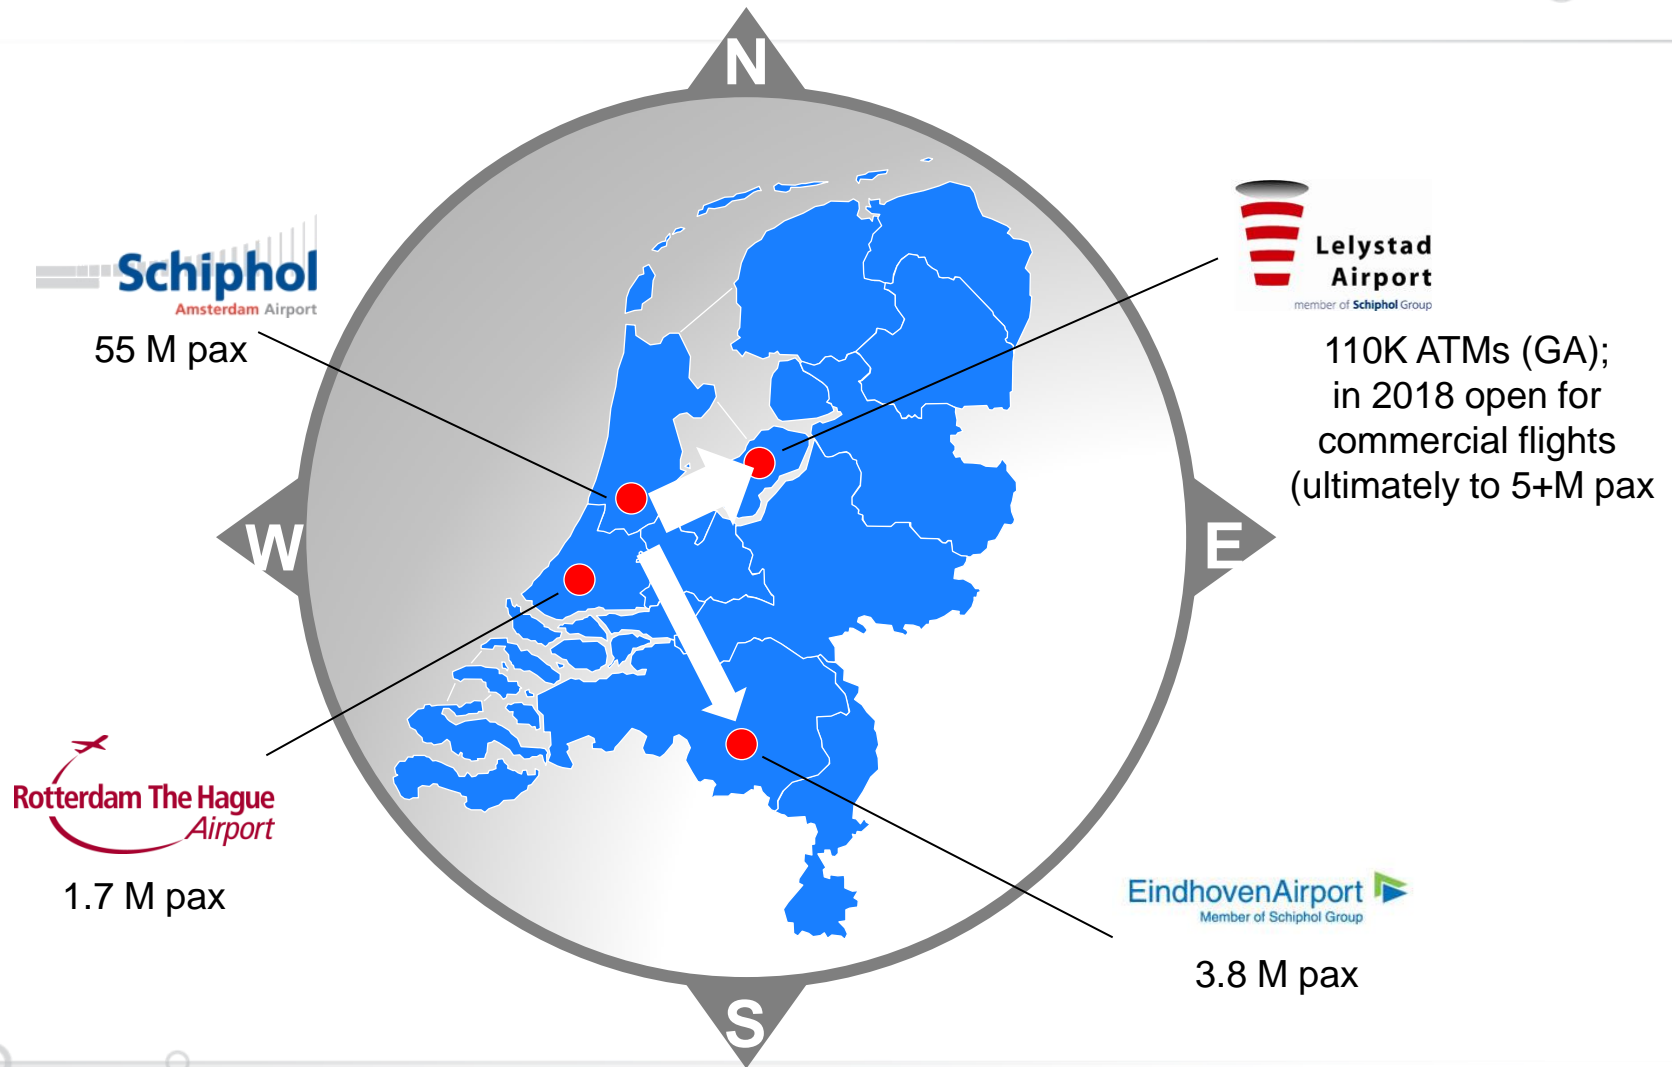 N
Schiphol
Amsterdam Airport
55 M pax
Lelystad
Airport
member of Schiphol Group
110K ATMs (GA);
in 2018 open for
commercial flights
(ultimately to 5+M pax
W
E
Rotterdam The Hague
Airport
1.7 M pax
EindhovenAirport
Member of Schiphol Group
3.8 M pax
S